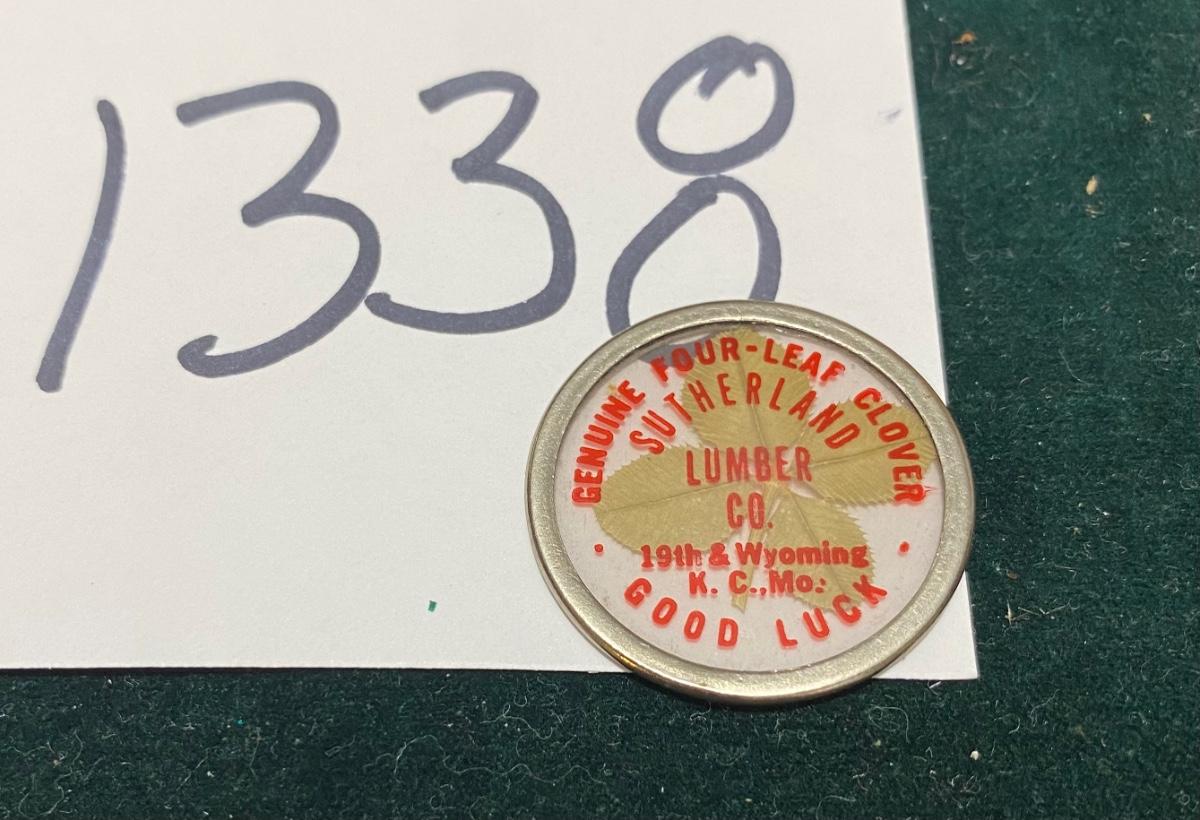 1338
GENUINE FOUR-LEAF CLOVER
SUTHERLAND
LUMBER
CO.
19th & Wyoming
K. C., Mo.
GOOD LUCK